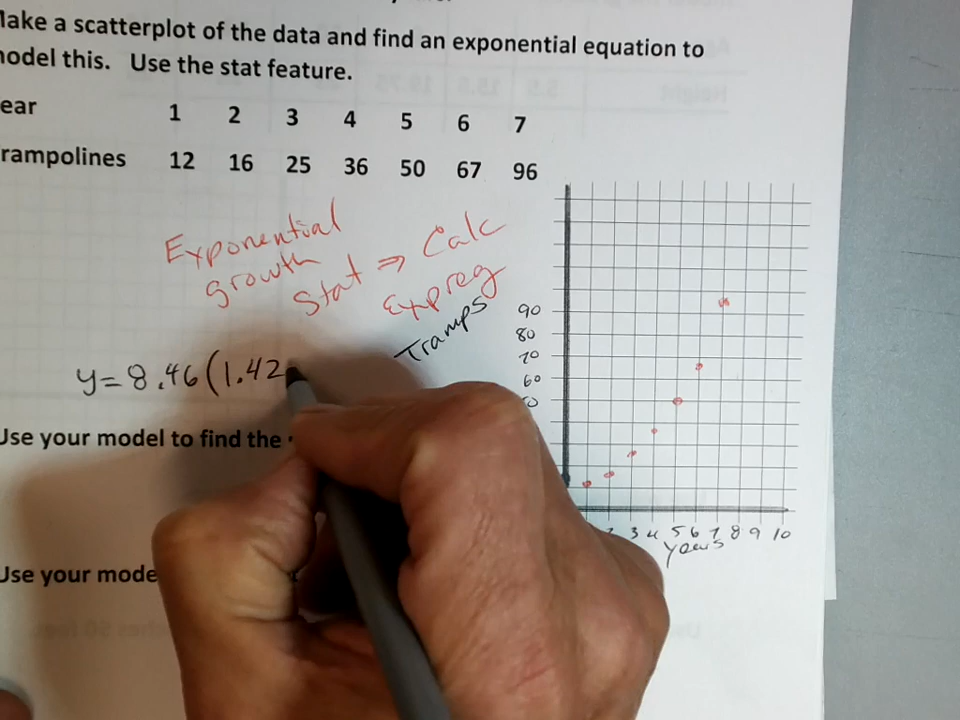 Make a scatterplot of the data and find an exponential equation to
model this. Use the stat feature.
ear 1 2 3 4 5 6 7
rampolines 12 16 25 36 50 67 96
Exponential
growth
Stat ⇒ Calc
Expreg
Tramps
90
80
70
60
50
y=8.46(1.42
Use your model to find the
3 4 5 6 7 8 9 10
years
Use your mode